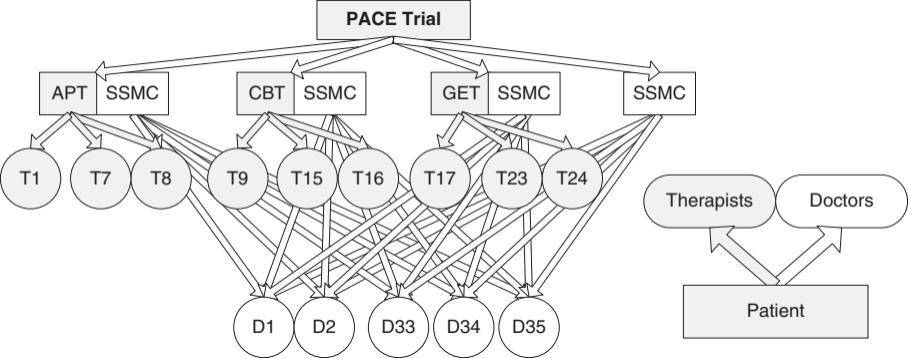 PACE Trial
APT SSMC CBT SSMC GET SSMC SSMC
T1 T7 T8 T9 T15 T16 T17 T23 T24
Therapists Doctors
Patient
D1 D2 D33 D34 D35